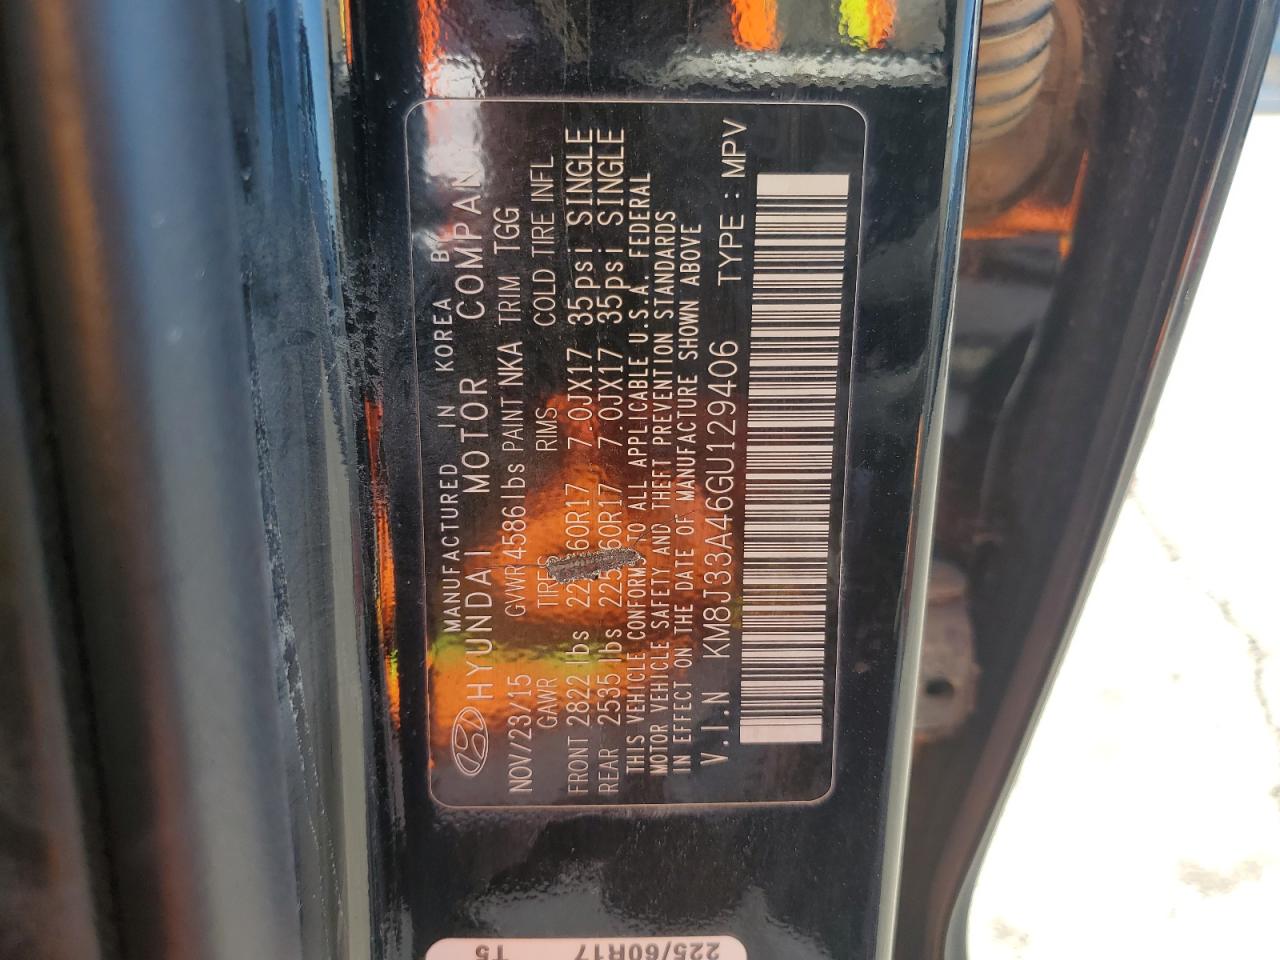 MANUFACTURED IN KOREA B
HYUNDAI MOTOR COMPAN
NOV/23/15 GVWR 4586lbs PAINT NKA TRIM TGG
GAWR TIRES RIMS COLD TIRE INFL
FRONT 2822 lbs 60R17 7.0JX17 35psi SINGLE
REAR 2535 lbs 60R17 7.0JX17 35psi SINGLE
THIS VEHICLE CONFORMS TO ALL APPLICABLE U.S.A. FEDERAL
MOTOR VEHICLE SAFETY AND THEFT PREVENTION STANDARDS
IN EFFECT ON THE DATE OF MANUFACTURE SHOWN ABOVE
V.I.N KM8J33A46GU129406 TYPE : MPV
225/60R17
T5